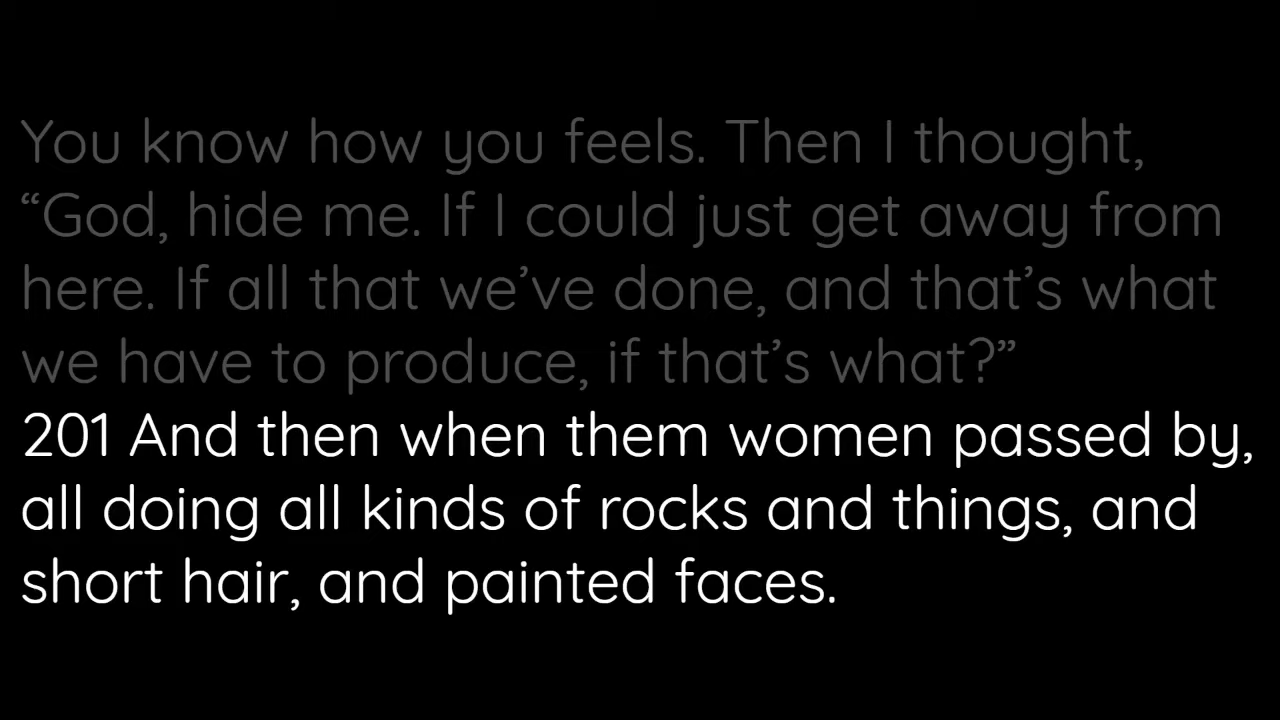 You know how you feels. Then I thought,
“God, hide me. If I could just get away from
here. If all that we’ve done, and that’s what
we have to produce, if that’s what?”
201 And then when them women passed by,
all doing all kinds of rocks and things, and
short hair, and painted faces.